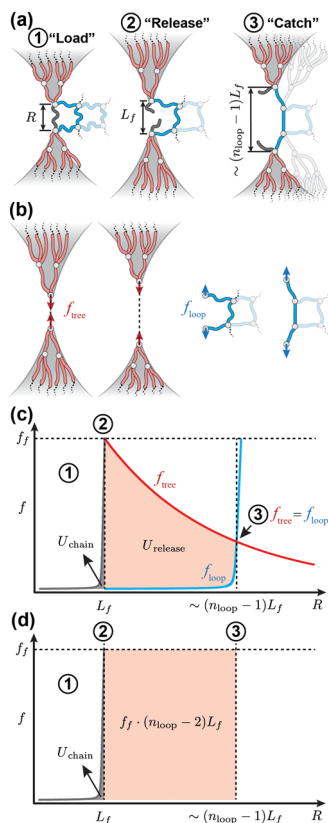 (a) ① "Load" ② "Release" ③ "Catch"
R
L_f
~ (n_loop − 1)L_f
(b)
f_tree
f_loop
(c)
②
f_f
①
f_tree
③ f_tree = f_loop
f
U_chain
U_release
f_loop
L_f ~ (n_loop − 1)L_f R
(d)
② ③
f_f
①
f
f_f · (n_loop − 2)L_f
U_chain
L_f ~ (n_loop − 1)L_f R